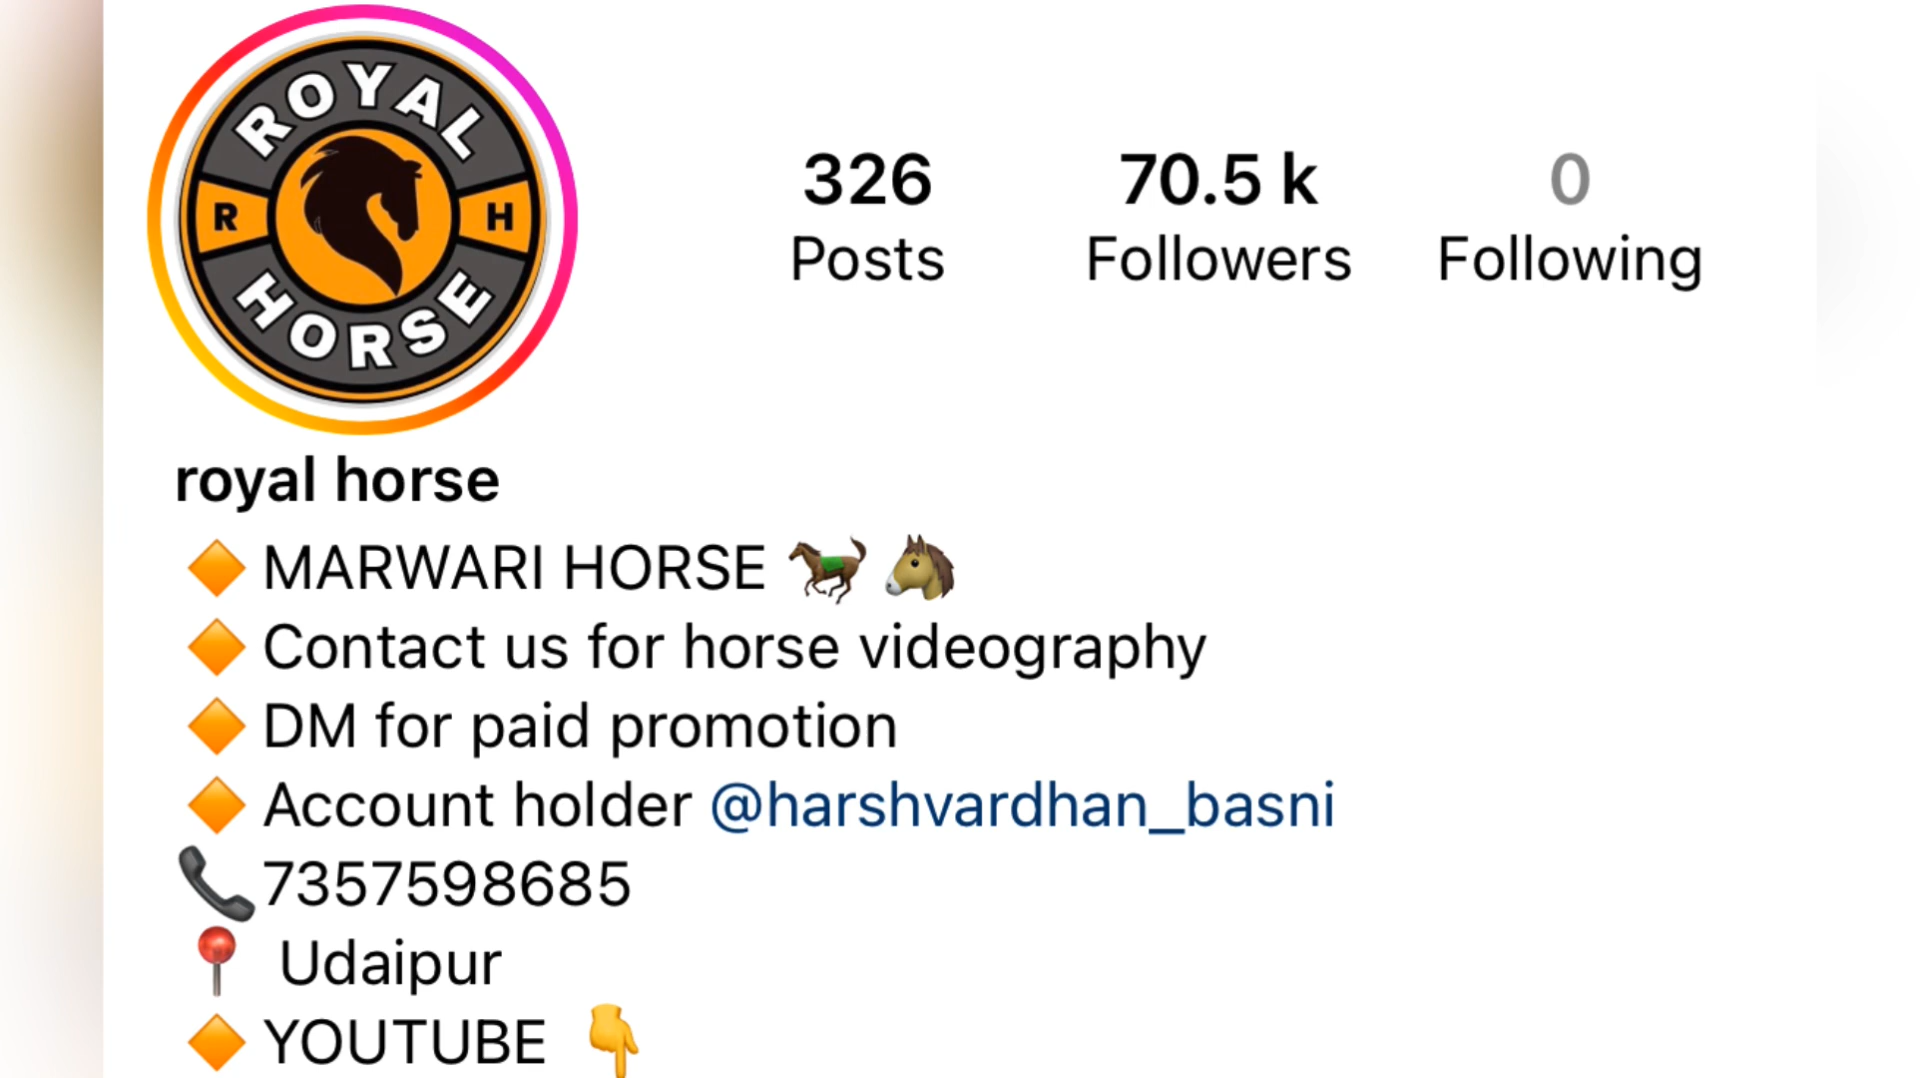 ROYAL
R H
HORSE
326 70.5 k 0
Posts Followers Following
royal horse
🔶 MARWARI HORSE 🐎 🐴
🔶 Contact us for horse videography
🔶 DM for paid promotion
🔶 Account holder @harshvardhan_basni
📞 7357598685
📍 Udaipur
🔶 YOUTUBE 👇